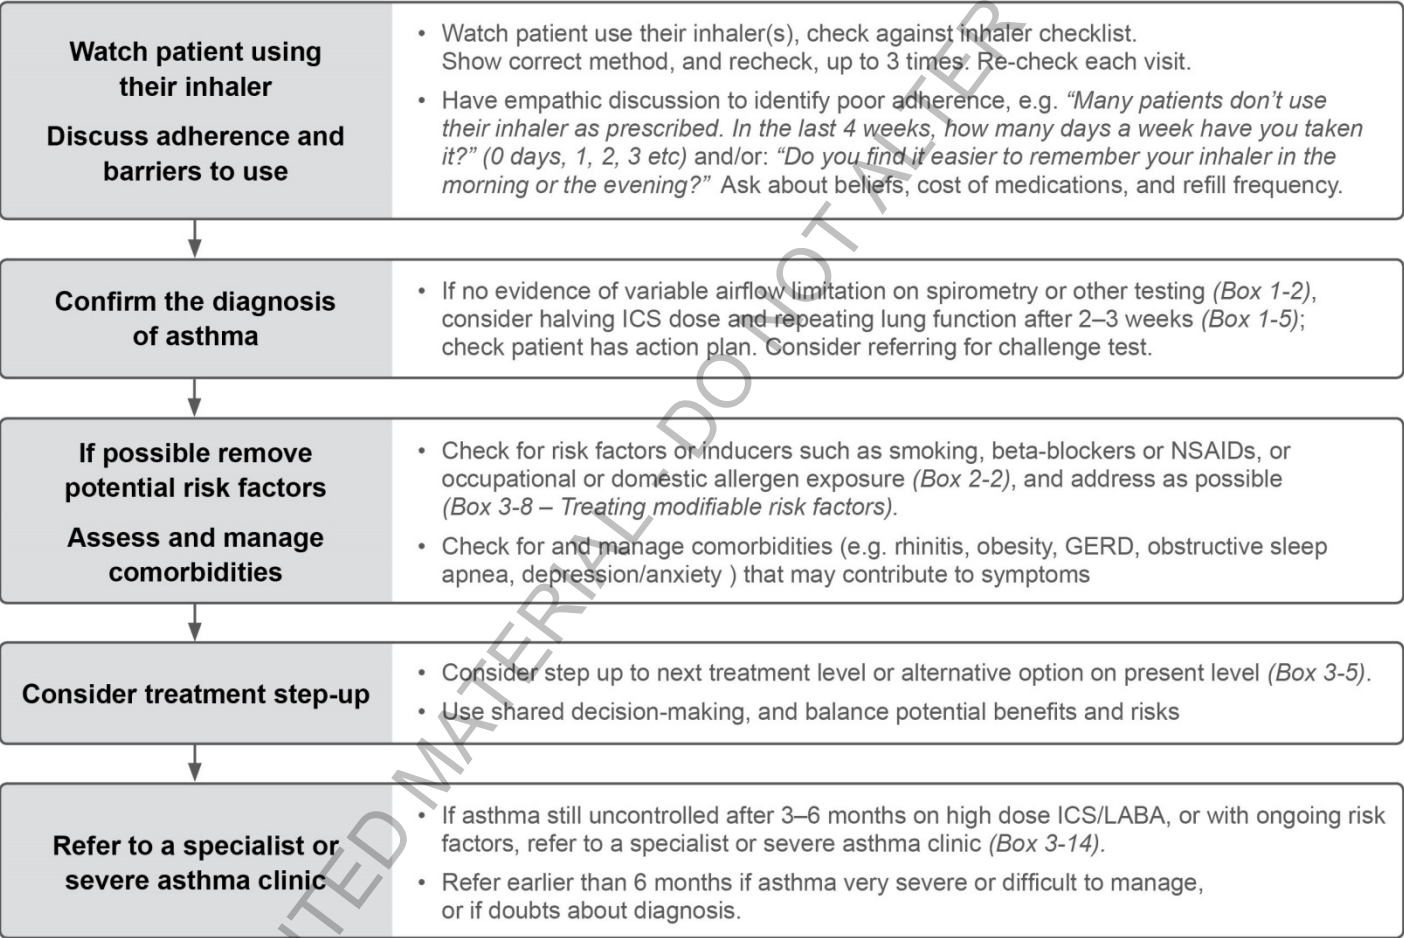 Watch patient using
their inhaler
Discuss adherence and
barriers to use
• Watch patient use their inhaler(s), check against inhaler checklist.
Show correct method, and recheck, up to 3 times. Re-check each visit.
• Have empathic discussion to identify poor adherence, e.g. “Many patients don’t use
their inhaler as prescribed. In the last 4 weeks, how many days a week have you taken
it?” (0 days, 1, 2, 3 etc) and/or: “Do you find it easier to remember your inhaler in the
morning or the evening?” Ask about beliefs, cost of medications, and refill frequency.
Confirm the diagnosis
of asthma
• If no evidence of variable airflow limitation on spirometry or other testing (Box 1-2),
consider halving ICS dose and repeating lung function after 2–3 weeks (Box 1-5);
check patient has action plan. Consider referring for challenge test.
If possible remove
potential risk factors
Assess and manage
comorbidities
• Check for risk factors or inducers such as smoking, beta-blockers or NSAIDs, or
occupational or domestic allergen exposure (Box 2-2), and address as possible
(Box 3-8 – Treating modifiable risk factors).
• Check for and manage comorbidities (e.g. rhinitis, obesity, GERD, obstructive sleep
apnea, depression/anxiety ) that may contribute to symptoms
Consider treatment step-up
• Consider step up to next treatment level or alternative option on present level (Box 3-5).
• Use shared decision-making, and balance potential benefits and risks
Refer to a specialist or
severe asthma clinic
• If asthma still uncontrolled after 3–6 months on high dose ICS/LABA, or with ongoing risk
factors, refer to a specialist or severe asthma clinic (Box 3-14).
• Refer earlier than 6 months if asthma very severe or difficult to manage,
or if doubts about diagnosis.
MATERIAL - DO NOT ALTER